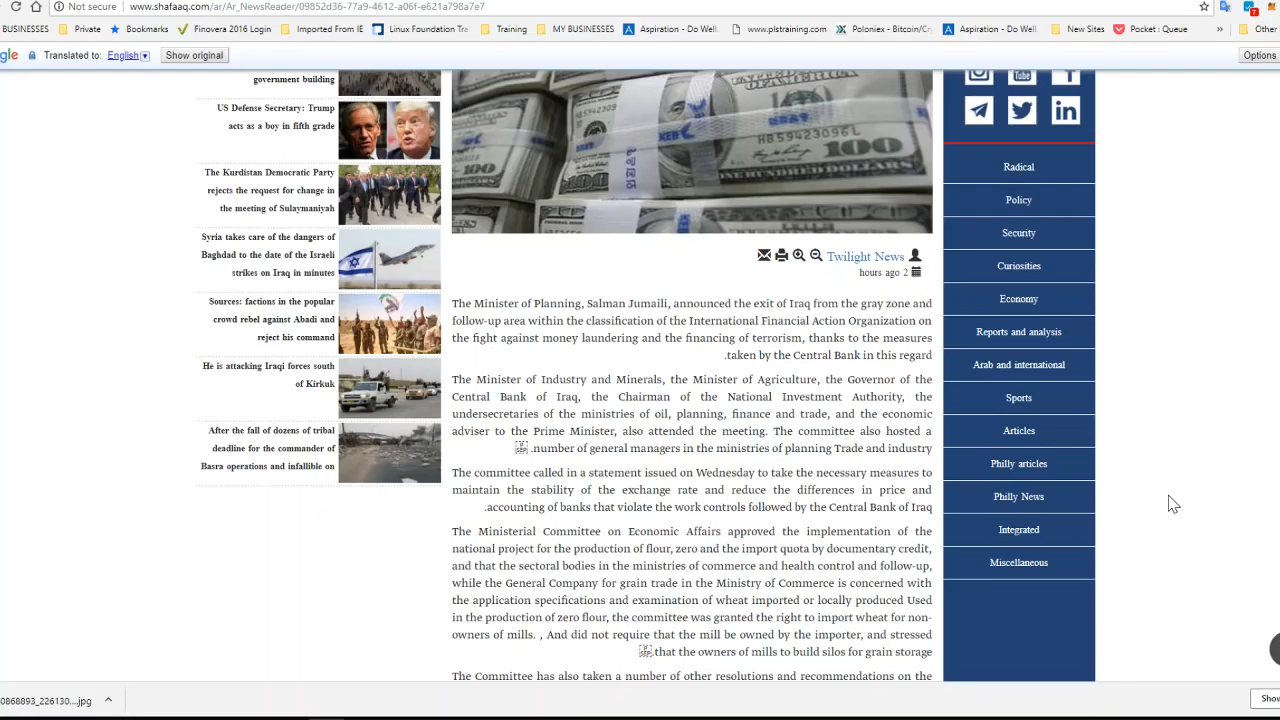 Not secure | www.shafaaq.com/ar/Ar_NewsReader/09852d36-77a9-4612-a06f-e621a798a7e7
BUSINESSES Private Bookmarks Finovera 2016 Login Imported From IE Linux Foundation Tra Training MY BUSINESSES Aspiration - Do Well. www.plstraining.com Poloniex - Bitcoin/Cry Aspiration - Do Well. New Sites Pocket : Queue » Other
gle Translated to: English Show original Options
government building
US Defense Secretary: Trump
acts as a boy in fifth grade
The Kurdistan Democratic Party
rejects the request for change in
the meeting of Sulaymaniyah
Syria takes care of the dangers of
Baghdad to the date of the Israeli
strikes on Iraq in minutes
Sources: factions in the popular
crowd rebel against Abadi and
reject his command
He is attacking Iraqi forces south
of Kirkuk
After the fall of dozens of tribal
deadline for the commander of
Basra operations and infallible on
HB54542309 6L
KEB
100
HB54542309 6L
100
Twilight News
hours ago 2
The Minister of Planning, Salman Jumaili, announced the exit of Iraq from the gray zone and
follow-up area within the classification of the International Financial Action Organization on
the fight against money laundering and the financing of terrorism, thanks to the measures
.taken by the Central Bank in this regard
The Minister of Industry and Minerals, the Minister of Agriculture, the Governor of the
Central Bank of Iraq, the Chairman of the National Investment Authority, the
undersecretaries of the ministries of oil, planning, finance and trade, and the economic
adviser to the Prime Minister, also attended the meeting. The committee also hosted a
.number of general managers in the ministries of planning Trade and industry
The committee called in a statement issued on Wednesday to take the necessary measures to
maintain the stability of the exchange rate and reduce the differences in price and
.accounting of banks that violate the work controls followed by the Central Bank of Iraq
The Ministerial Committee on Economic Affairs approved the implementation of the
national project for the production of flour, zero and the import quota by documentary credit,
and that the sectoral bodies in the ministries of commerce and health control and follow-up,
while the General Company for grain trade in the Ministry of Commerce is concerned with
the application specifications and examination of wheat imported or locally produced Used
in the production of zero flour, the committee was granted the right to import wheat for non-
owners of mills. , And did not require that the mill be owned by the importer, and stressed
.that the owners of mills to build silos for grain storage
The Committee has also taken a number of other resolutions and recommendations on the
You
Tube
Radical
Policy
Security
Curiosities
Economy
Reports and analysis
Arab and international
Sports
Articles
Philly articles
Philly News
Integrated
Miscellaneous
0868893_226130....jpg
Show